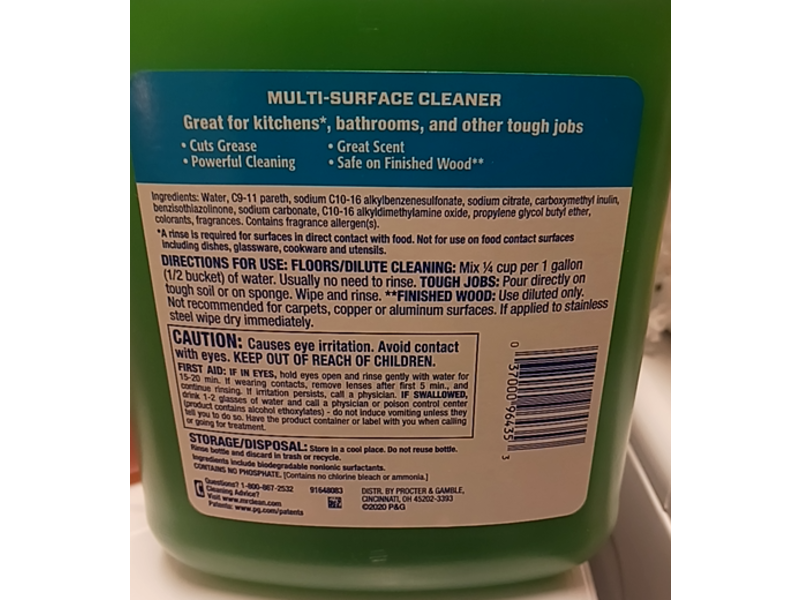 MULTI-SURFACE CLEANER
Great for kitchens*, bathrooms, and other tough jobs
• Cuts Grease • Great Scent
• Powerful Cleaning • Safe on Finished Wood**
Ingredients: Water, C9-11 pareth, sodium C10-16 alkylbenzenesulfonate, sodium citrate, carboxymethyl inulin,
benzisothiazolinone, sodium carbonate, C10-16 alkyldimethylamine oxide, propylene glycol butyl ether,
colorants, fragrances. Contains fragrance allergen(s).
*A rinse is required for surfaces in direct contact with food. Not for use on food contact surfaces
including dishes, glassware, cookware and utensils.
DIRECTIONS FOR USE: FLOORS/DILUTE CLEANING: Mix ¼ cup per 1 gallon
(1/2 bucket) of water. Usually no need to rinse. TOUGH JOBS: Pour directly on
tough soil or on sponge. Wipe and rinse. **FINISHED WOOD: Use diluted only.
Not recommended for carpets, copper or aluminum surfaces. If applied to stainless
steel wipe dry immediately.
CAUTION: Causes eye irritation. Avoid contact
with eyes. KEEP OUT OF REACH OF CHILDREN.
FIRST AID: IF IN EYES, hold eyes open and rinse gently with water for
15-20 min. If wearing contacts, remove lenses after first 5 min., and
continue rinsing. If irritation persists, call a physician. IF SWALLOWED,
drink 1-2 glasses of water and call a physician or poison control center
(product contains alcohol ethoxylates) - do not induce vomiting unless they
tell you to do so. Have the product container or label with you when calling
or going for treatment.
STORAGE/DISPOSAL: Store in a cool place. Do not reuse bottle.
Rinse bottle and discard in trash or recycle.
Ingredients include biodegradable nonionic surfactants.
CONTAINS NO PHOSPHATE. [Contains no chlorine bleach or ammonia.]
Questions? 1-800-867-2532
Cleaning Advice?
Visit www.mrclean.com
Patents: www.pg.com/patents
91648083
DISTR. BY PROCTER & GAMBLE,
CINCINNATI, OH 45202-3393
©2020 P&G
0 37000 96435 3